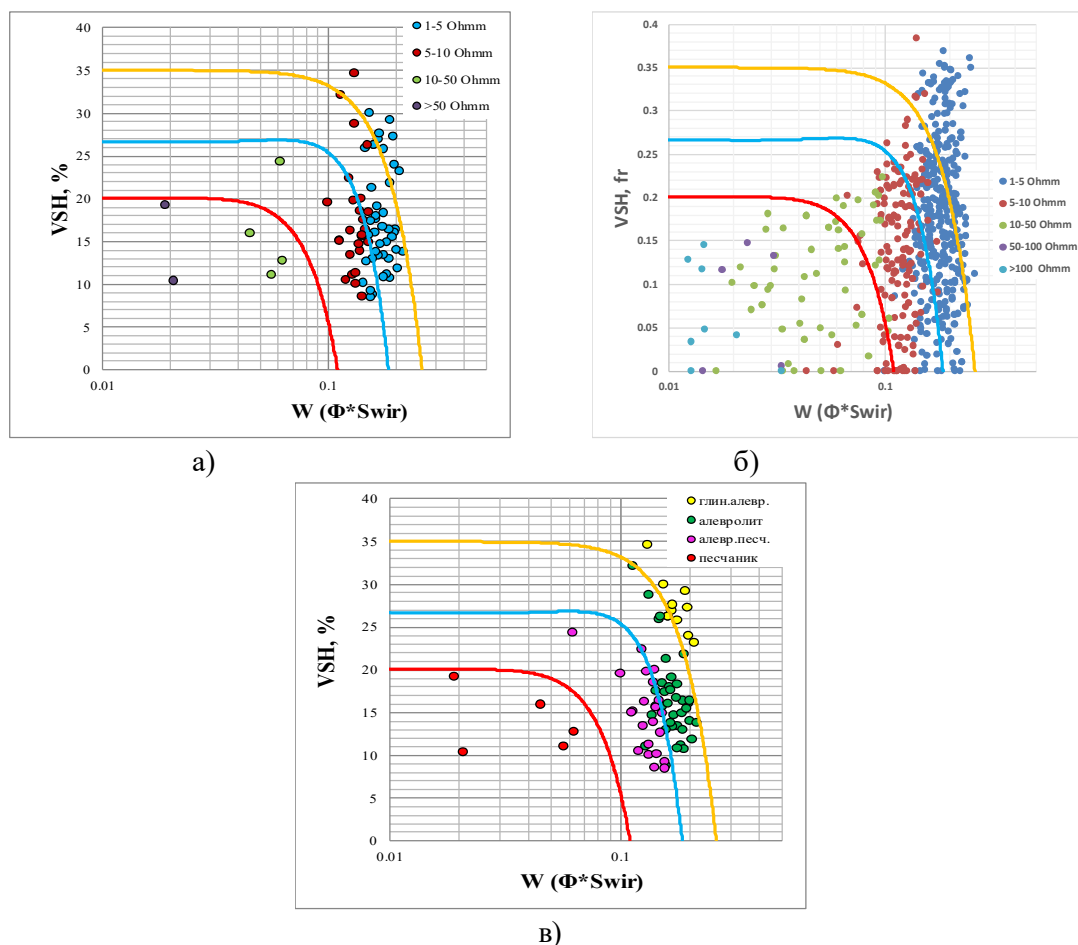 40
35
30
25
20
15
10
5
0
VSH, %
0.01
0.1
W (Φ*Swir)
1-5 Ohmm
5-10 Ohmm
10-50 Ohmm
>50 Ohmm
а)
0.4
0.35
0.3
0.25
0.2
0.15
0.1
0.05
0
VSH, fr
0.01
0.1
W (Φ*Swir)
1-5 Ohmm
5-10 Ohmm
10-50 Ohmm
50-100 Ohmm
>100 Ohmm
б)
40
35
30
25
20
15
10
5
0
VSH, %
0.01
0.1
W (Φ*Swir)
глин.алевр.
алевролит
алевр.песч.
песчаник
в)